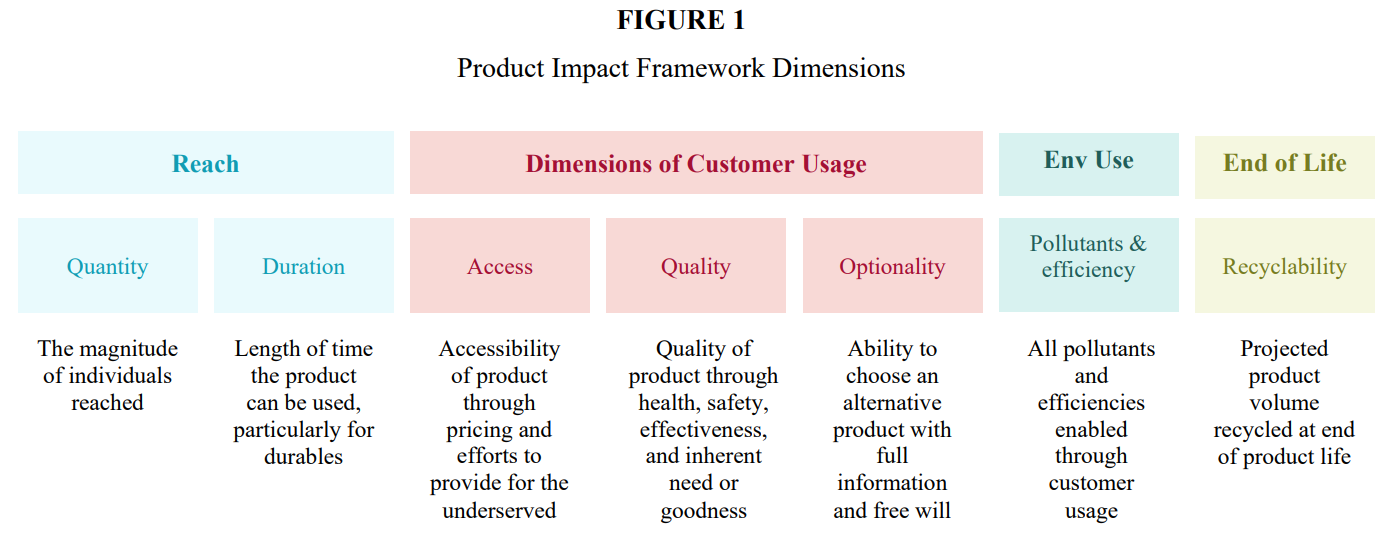 FIGURE 1
Product Impact Framework Dimensions
Reach
Dimensions of Customer Usage
Env Use
End of Life
Quantity
Duration
Access
Quality
Optionality
Pollutants &
efficiency
Recyclability
The magnitude
of individuals
reached
Length of time
the product
can be used,
particularly for
durables
Accessibility
of product
through
pricing and
efforts to
provide for the
underserved
Quality of
product through
health, safety,
effectiveness,
and inherent
need or
goodness
Ability to
choose an
alternative
product with
full
information
and free will
All pollutants
and
efficiencies
enabled
through
customer
usage
Projected
product
volume
recycled at end
of product life